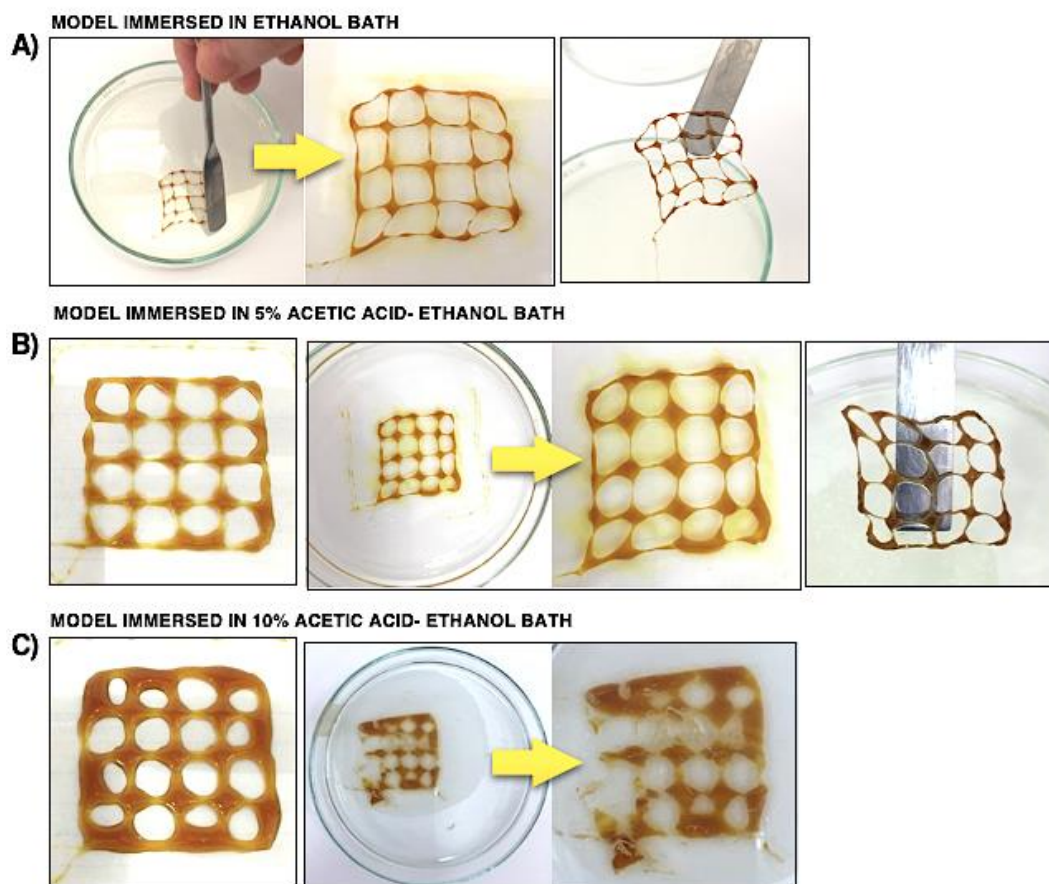 MODEL IMMERSED IN ETHANOL BATH
A)
MODEL IMMERSED IN 5% ACETIC ACID- ETHANOL BATH
B)
MODEL IMMERSED IN 10% ACETIC ACID- ETHANOL BATH
C)